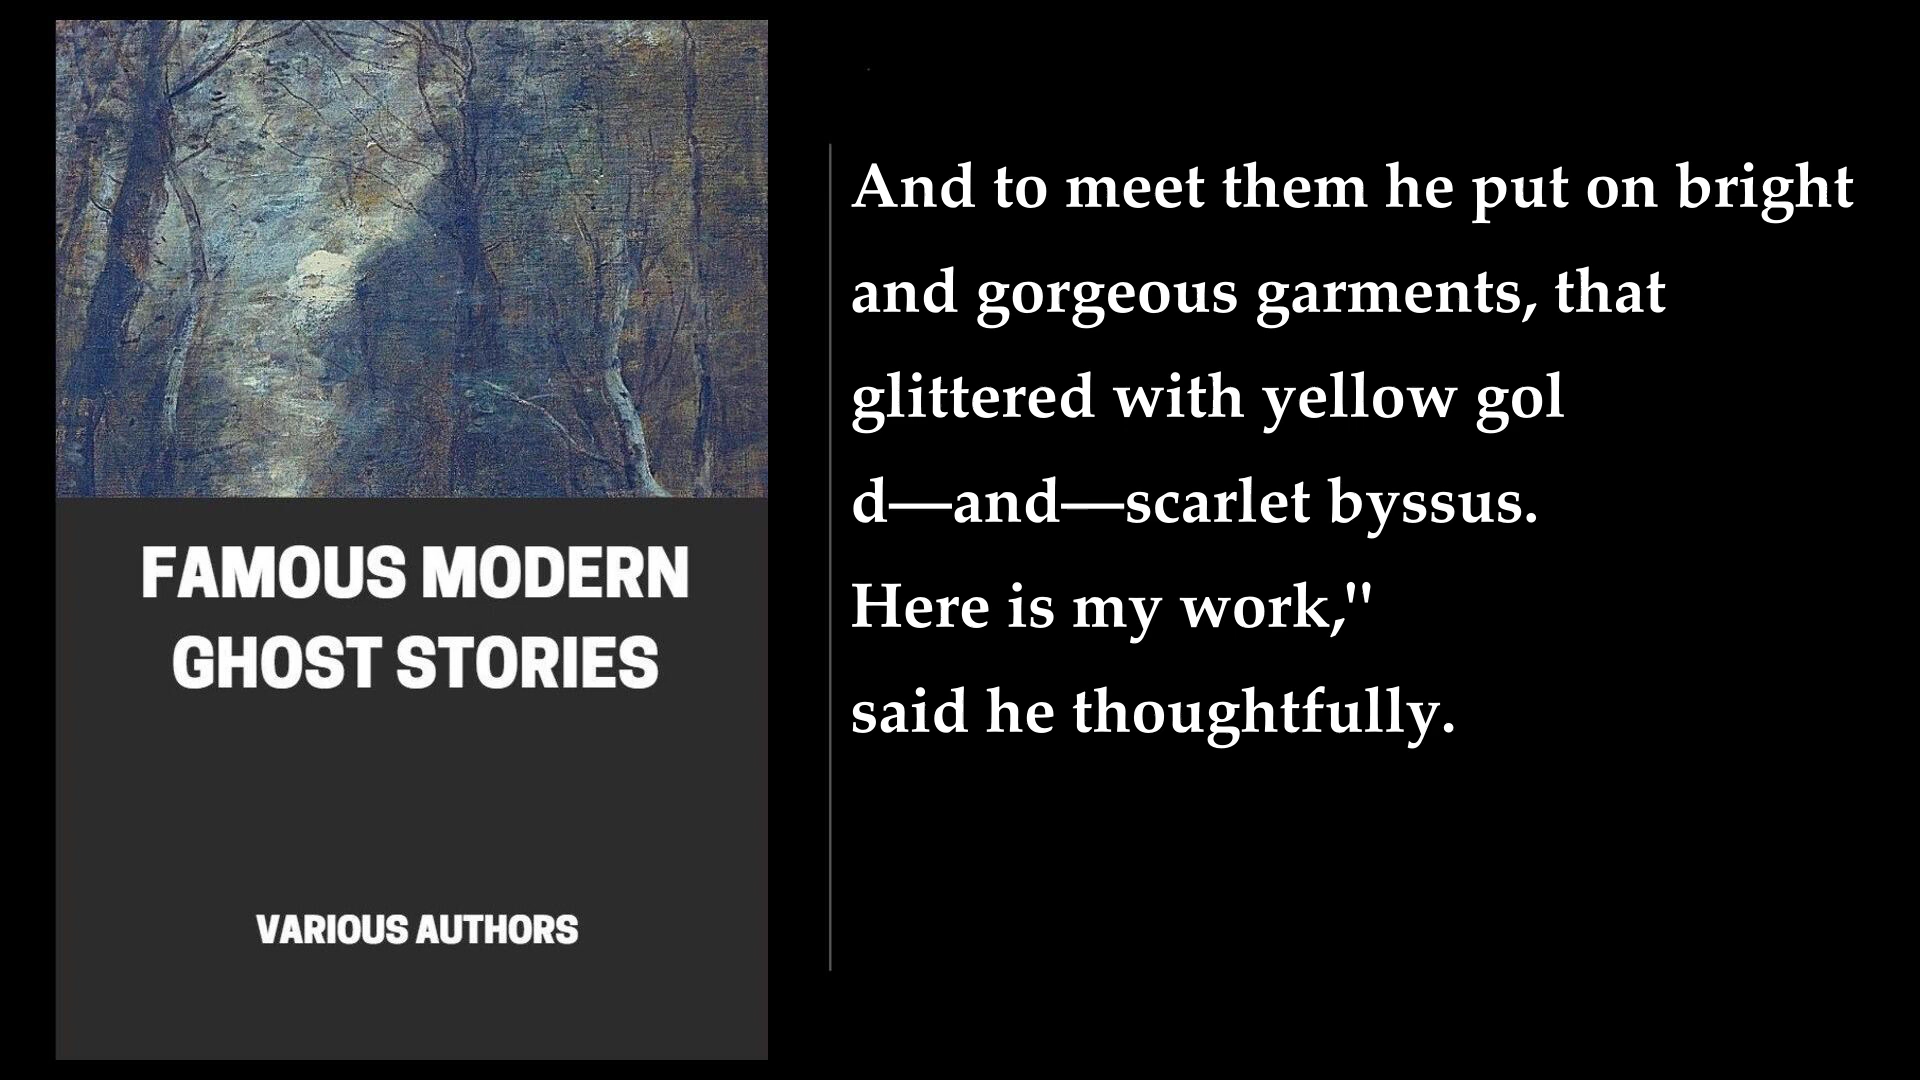 FAMOUS MODERN
GHOST STORIES
VARIOUS AUTHORS
And to meet them he put on bright
and gorgeous garments, that
glittered with yellow gol
d—and—scarlet byssus.
Here is my work,"
said he thoughtfully.